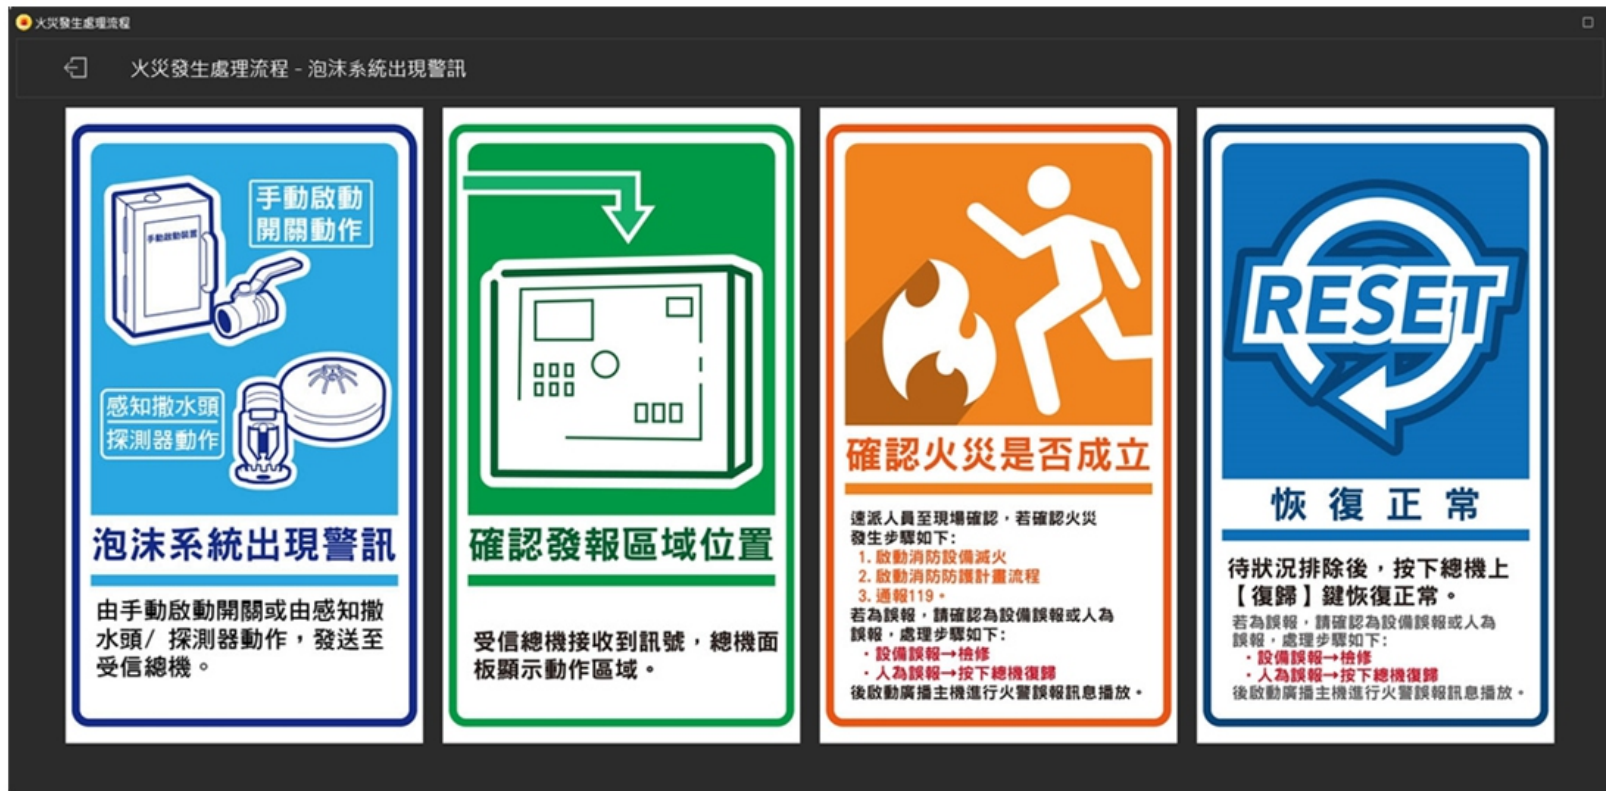 火災發生處理流程
火災發生處理流程 - 泡沫系統出現警訊
手動啟動裝置
手動啟動
開關動作
感知撒水頭
探測器動作
泡沫系統出現警訊
由手動啟動開關或由感知撒
水頭/ 探測器動作，發送至
受信總機。
確認發報區域位置
受信總機接收到訊號，總機面
板顯示動作區域。
確認火災是否成立
速派人員至現場確認，若確認火災
發生步驟如下:
1. 啟動消防設備滅火
2. 啟動消防防護計畫流程
3. 通報119。
若為誤報，請確認為設備誤報或人為
誤報，處理步驟如下:
・設備誤報→檢修
・人為誤報→按下總機復歸
後啟動廣播主機進行火警誤報訊息播放。
RESET
恢復正常
待狀況排除後，按下總機上
【復歸】鍵恢復正常。
若為誤報，請確認為設備誤報或人為
誤報，處理步驟如下:
・設備誤報→檢修
・人為誤報→按下總機復歸
後啟動廣播主機進行火警誤報訊息播放。